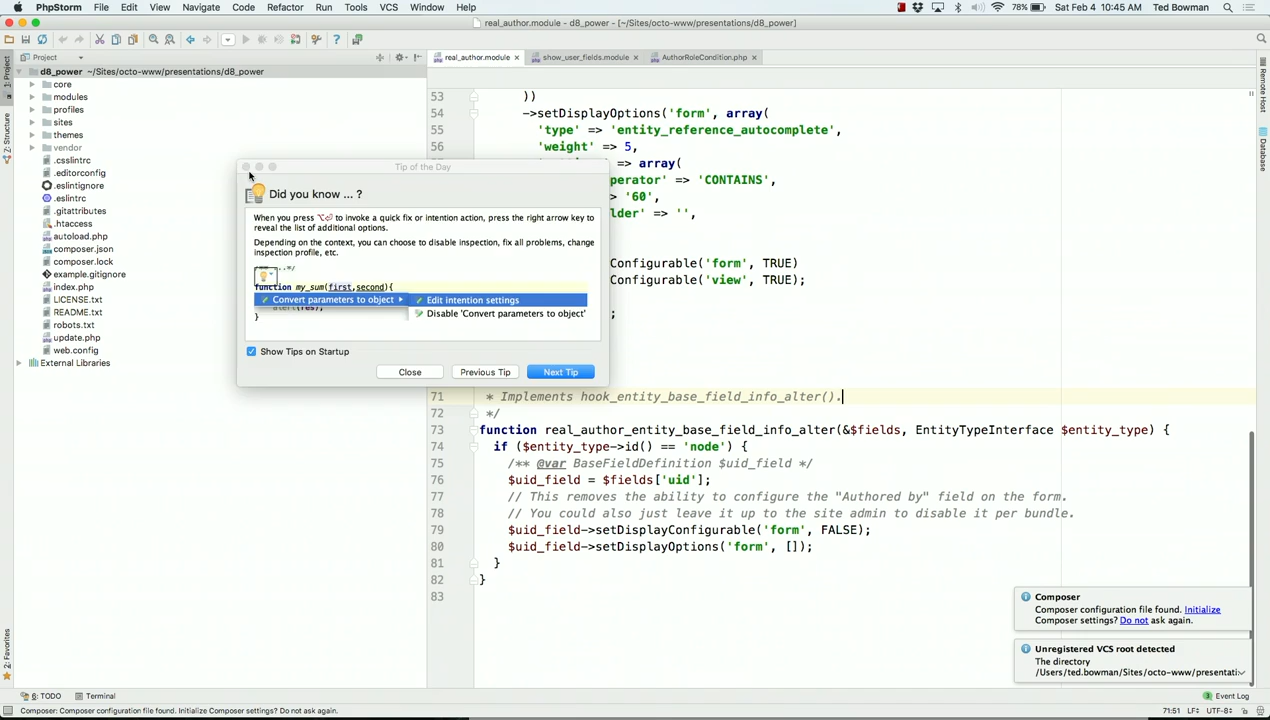 PhpStorm File Edit View Navigate Code Refactor Run Tools VCS Window Help
78% Sat Feb 4 10:45 AM Ted Bowman
real_author.module - d8_power - [~/Sites/octo-www/presentations/d8_power]
Project
real_author.module show_user_fields.module AuthorRoleCondition.php
1: Project
7: Structure
2: Favorites
Remote Host
Database
d8_power ~/Sites/octo-www/presentations/d8_power
core
modules
profiles
sites
themes
vendor
.csslintrc
.editorconfig
.eslintignore
.eslintrc
.gitattributes
.htaccess
autoload.php
composer.json
composer.lock
example.gitignore
index.php
LICENSE.txt
README.txt
robots.txt
update.php
web.config
External Libraries
53 ))
54 ->setDisplayOptions('form', array(
55 'type' => 'entity_reference_autocomplete',
56 'weight' => 5,
=> array(
perator' => 'CONTAINS',
=> '60',
lder' => '',
Configurable('form', TRUE)
Configurable('view', TRUE);
;
71 * Implements hook_entity_base_field_info_alter().
72 */
73 function real_author_entity_base_field_info_alter(&$fields, EntityTypeInterface $entity_type) {
74 if ($entity_type->id() == 'node') {
75 /** @var BaseFieldDefinition $uid_field */
76 $uid_field = $fields['uid'];
77 // This removes the ability to configure the "Authored by" field on the form.
78 // You could also just leave it up to the site admin to disable it per bundle.
79 $uid_field->setDisplayConfigurable('form', FALSE);
80 $uid_field->setDisplayOptions('form', []);
81 }
82 }
83
Tip of the Day
Did you know ... ?
When you press ⌥⏎ to invoke a quick fix or intention action, press the right arrow key to
reveal the list of additional options.
Depending on the context, you can choose to disable inspection, fix all problems, change
inspection profile, etc.
/** ...*/
function my_sum(first,second){
Convert parameters to object Edit intention settings
alert(res); Disable 'Convert parameters to object'
}
Show Tips on Startup
Close Previous Tip Next Tip
Composer
Composer configuration file found. Initialize
Composer settings? Do not ask again.
Unregistered VCS root detected
The directory
/Users/ted.bowman/Sites/octo-www/presentati
6: TODO Terminal 3 Event Log
Composer: Composer configuration file found. Initialize Composer settings? Do not ask again. 71:51 LF UTF-8